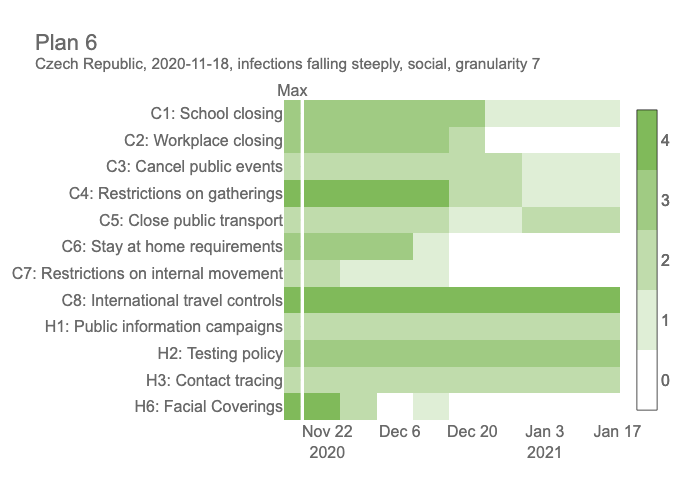 Plan 6
Czech Republic, 2020-11-18, infections falling steeply, social, granularity 7
Max
C1: School closing
C2: Workplace closing
C3: Cancel public events
C4: Restrictions on gatherings
C5: Close public transport
C6: Stay at home requirements
C7: Restrictions on internal movement
C8: International travel controls
H1: Public information campaigns
H2: Testing policy
H3: Contact tracing
H6: Facial Coverings
4
3
2
1
0
Nov 22 Dec 6 Dec 20 Jan 3 Jan 17
2020 2021